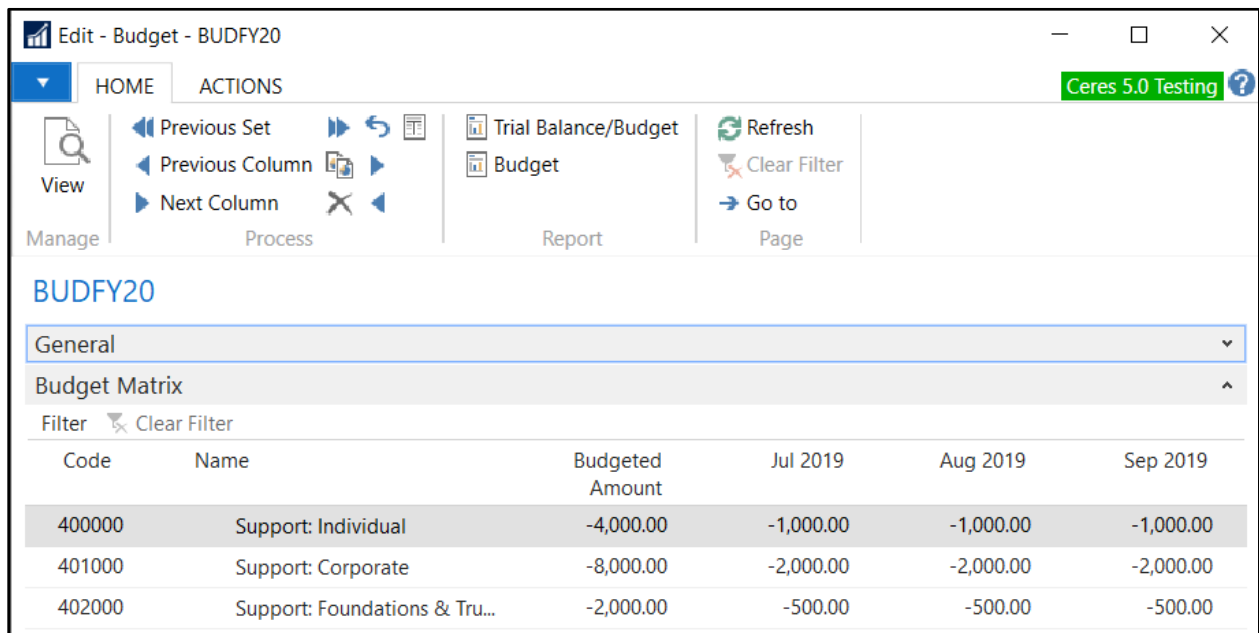 Edit - Budget - BUDFY20
HOME ACTIONS Ceres 5.0 Testing ?
Previous Set Trial Balance/Budget Refresh
View Previous Column Budget Clear Filter
Next Column Go to
Manage Process Report Page
BUDFY20
General
Budget Matrix
Filter Clear Filter
Code Name Budgeted Amount Jul 2019 Aug 2019 Sep 2019
400000 Support: Individual -4,000.00 -1,000.00 -1,000.00 -1,000.00
401000 Support: Corporate -8,000.00 -2,000.00 -2,000.00 -2,000.00
402000 Support: Foundations & Tru... -2,000.00 -500.00 -500.00 -500.00